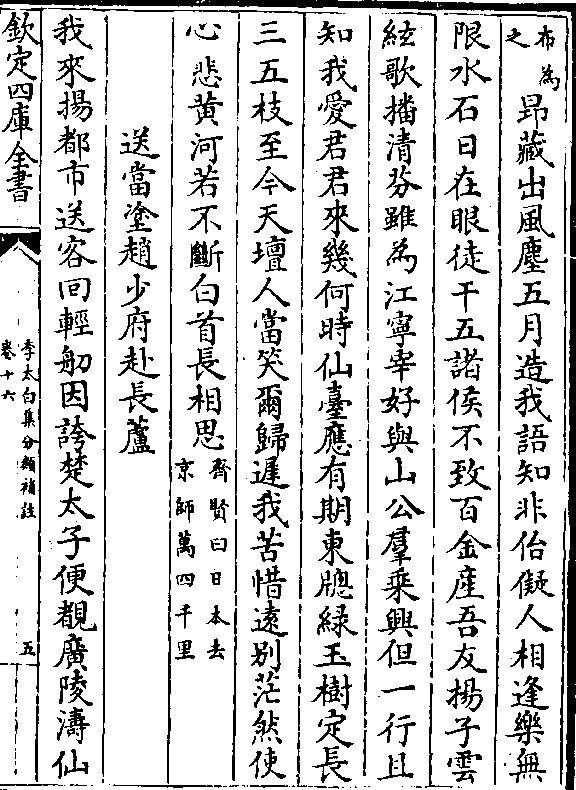 布為
之
昂藏出風塵五月造我語知非佁儗人相逢樂無
限水石日在眼徒干五諸侯不致百金産吾友揚子雲
絃歌播清芬雖為江寧宰好與山公羣乘興但一行且
知我愛君君來幾何時仙臺應有期東牕緑玉樹定長
三五枝至今天壇人當笑爾歸遲我苦惜遠别茫然使
心悲黄河若不斷白首長相思
齊賢曰日本去
京師萬四千里
送當塗趙少府赴長蘆
我來揚都市送客回輕舠因誇楚太子便覩廣陵濤仙
欽定四庫全書
李太白集分類補註
卷十六
五